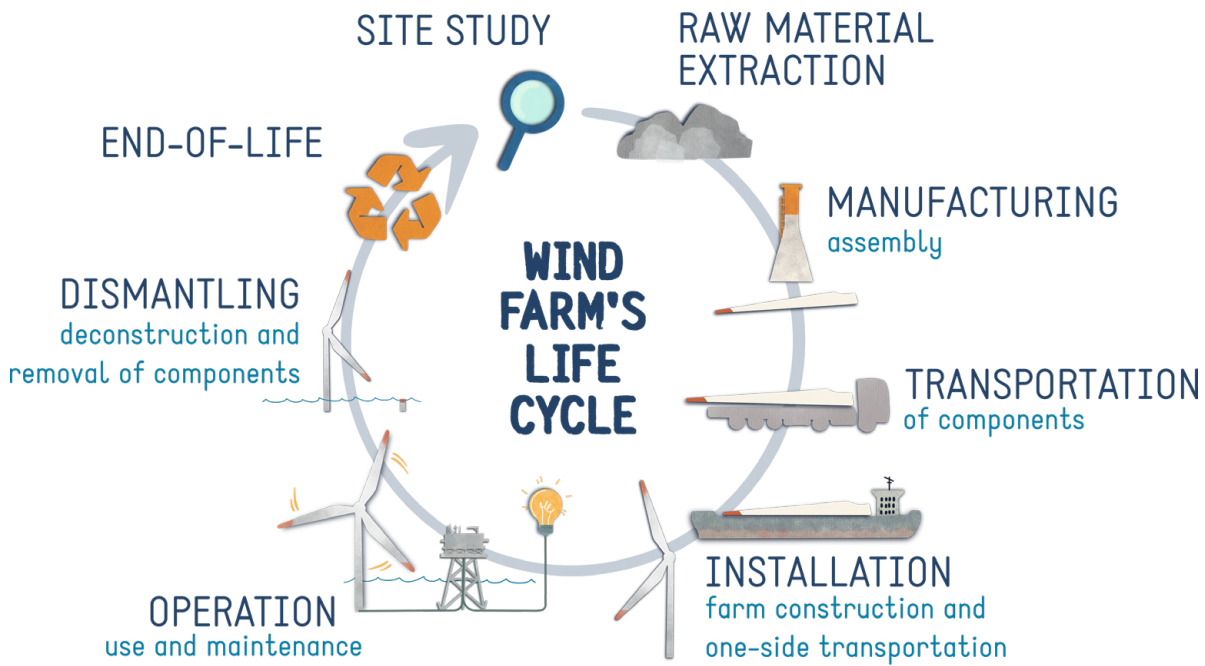 SITE STUDY
RAW MATERIAL
EXTRACTION
MANUFACTURING
assembly
TRANSPORTATION
of components
INSTALLATION
farm construction and
one-side transportation
OPERATION
use and maintenance
DISMANTLING
deconstruction and
removal of components
END-OF-LIFE
WIND
FARM'S
LIFE
CYCLE